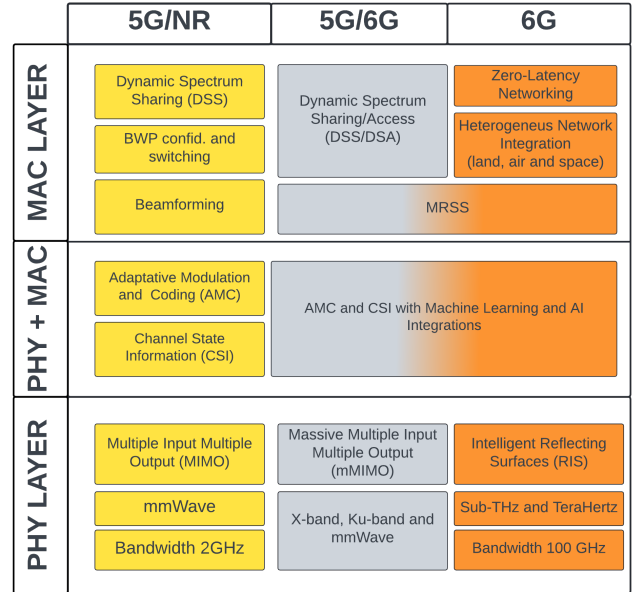 5G/NR
5G/6G
6G
MAC LAYER
Dynamic Spectrum
Sharing (DSS)
BWP confid. and
switching
Beamforming
Dynamic Spectrum
Sharing/Access
(DSS/DSA)
Zero-Latency
Networking
Heterogeneus Network
Integration
(land, air and space)
MRSS
PHY + MAC
Adaptative Modulation
and Coding (AMC)
Channel State
Information (CSI)
AMC and CSI with Machine Learning and AI
Integrations
PHY LAYER
Multiple Input Multiple
Output (MIMO)
mmWave
Bandwidth 2GHz
Massive Multiple Input
Multiple Output
(mMIMO)
X-band, Ku-band and
mmWave
Intelligent Reflecting
Surfaces (RIS)
Sub-THz and TeraHertz
Bandwidth 100 GHz